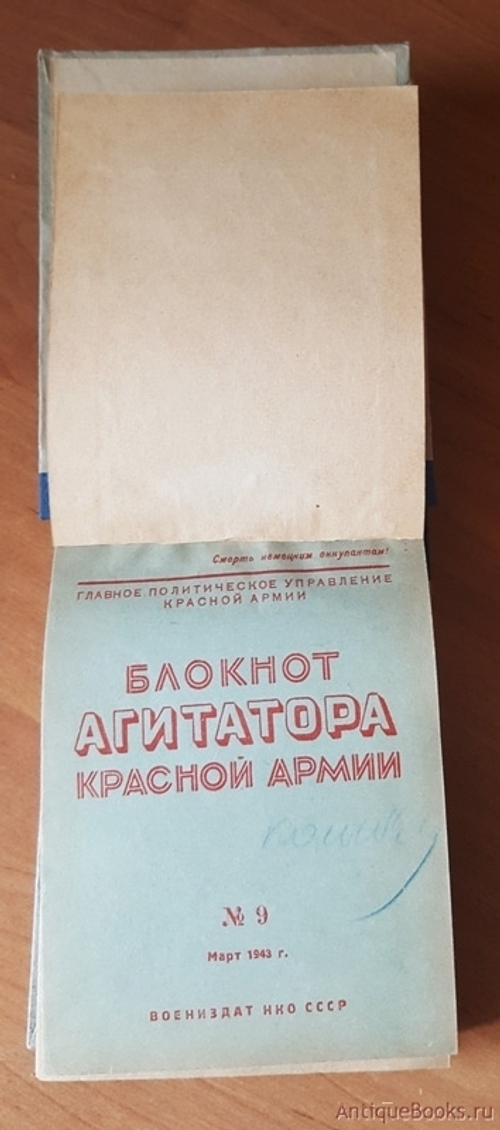 Смерть немецким оккупантам!
ГЛАВНОЕ ПОЛИТИЧЕСКОЕ УПРАВЛЕНИЕ
КРАСНОЙ АРМИИ
БЛОКНОТ
АГИТАТОРА
КРАСНОЙ АРМИИ
№ 9
Март 1943 г.
ВОЕНИЗДАТ НКО СССР
AntiqueBooks.ru